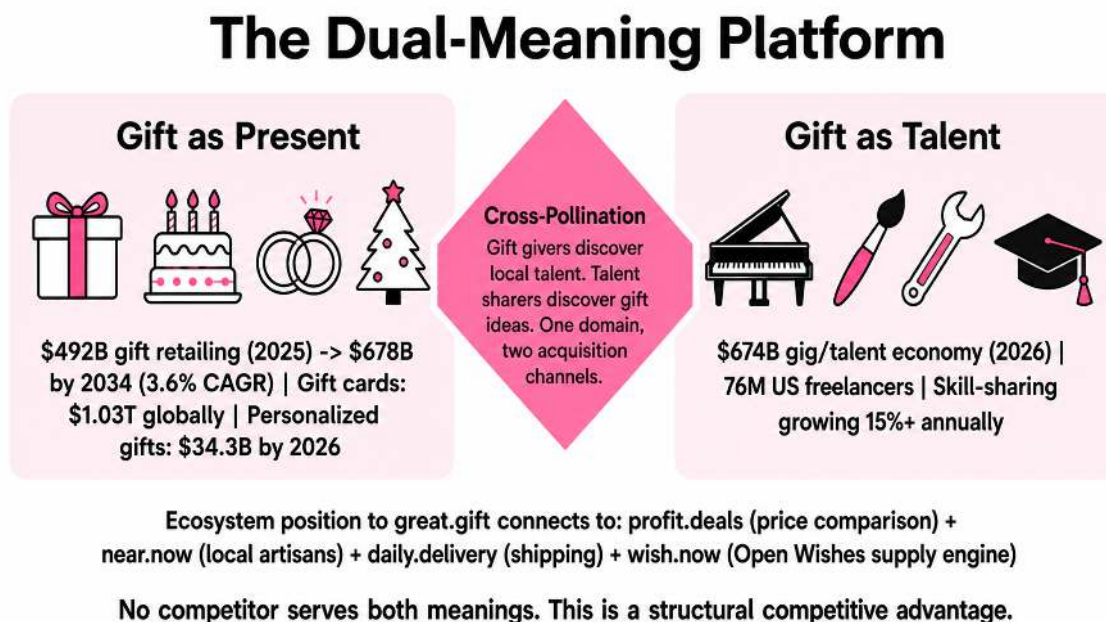 The Dual-Meaning Platform
Gift as Present
$492B gift retailing (2025) -> $678B
by 2034 (3.6% CAGR) | Gift cards:
$1.03T globally | Personalized
gifts: $34.3B by 2026
Cross-Pollination
Gift givers discover
local talent. Talent
sharers discover gift
ideas. One domain,
two acquisition
channels.
Gift as Talent
$674B gig/talent economy (2026) |
76M US freelancers | Skill-sharing
growing 15%+ annually
Ecosystem position to great.gift connects to: profit.deals (price comparison) +
near.now (local artisans) + daily.delivery (shipping) + wish.now (Open Wishes supply engine)
No competitor serves both meanings. This is a structural competitive advantage.